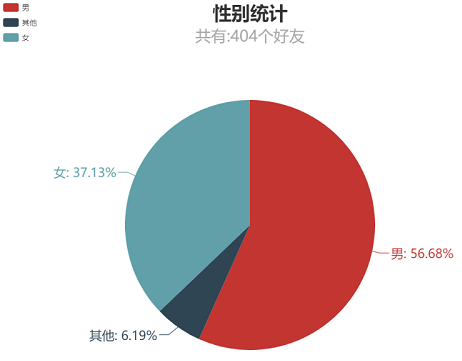 男
其他
女
性别统计
共有:404个好友
女: 37.13%
男: 56.68%
其他: 6.19%